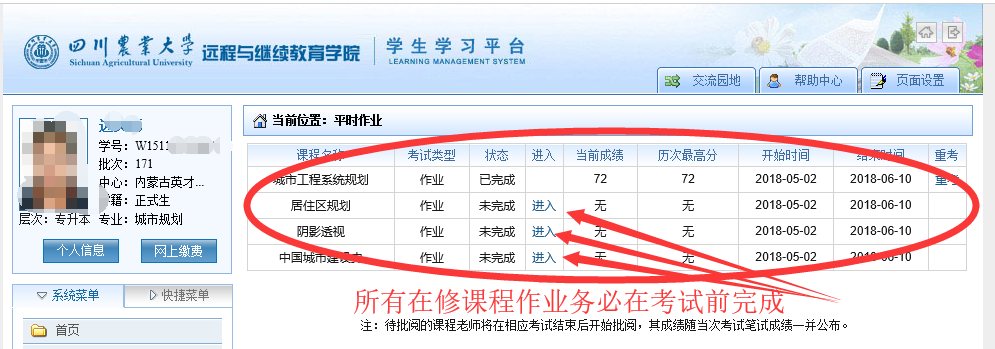 四川農業大学 远程与继续教育学院 学生学习平台
Sichuan Agricultural University LEARNING MANAGEMENT SYSTEM
交流园地 帮助中心 页面设置
当前位置：平时作业
学号：W1511
批次：171
中心：内蒙古英才...
学籍：正式生
层次：专升本 专业：城市规划
个人信息 网上缴费
系统菜单 快捷菜单
首页
课程名称 考试类型 状态 进入 当前成绩 历次最高分 开始时间 结束时间 重考
城市工程系统规划 作业 已完成 72 72 2018-05-02 2018-06-10 重考
居住区规划 作业 未完成 进入 无 无 2018-05-02 2018-06-10
阴影透视 作业 未完成 进入 无 无 2018-05-02 2018-06-10
中国城市建设史 作业 未完成 进入 无 无 2018-05-02 2018-06-10
所有在修课程作业务必在考试前完成
注：待批阅的课程老师将在相应考试结束后开始批阅，其成绩随当次考试笔试成绩一并公布。